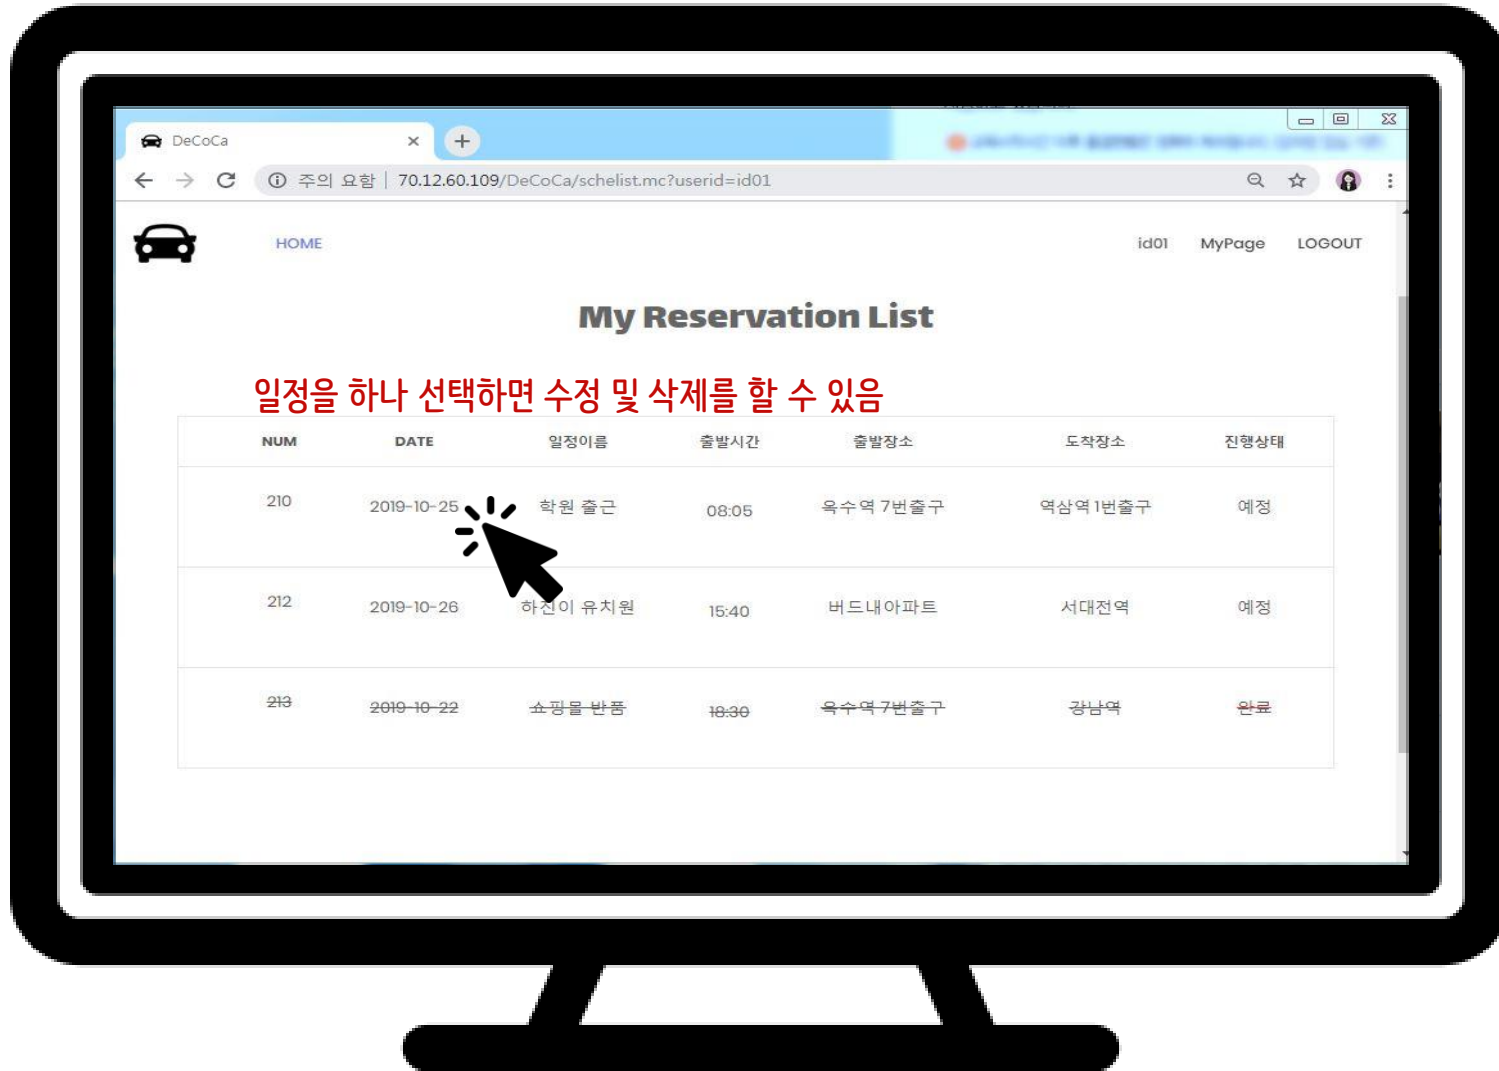 DeCoCa
주의 요함 | 70.12.60.109/DeCoCa/schelist.mc?userid=id01
HOME id01 MyPage LOGOUT
My Reservation List
일정을 하나 선택하면 수정 및 삭제를 할 수 있음
NUM DATE 일정이름 출발시간 출발장소 도착장소 진행상태
210 2019-10-25 학원 출근 08:05 옥수역 7번출구 역삼역 1번출구 예정
212 2019-10-26 하진이 유치원 15:40 버드내아파트 서대전역 예정
213 2019-10-22 쇼핑몰 반품 18:30 옥수역 7번출구 강남역 완료